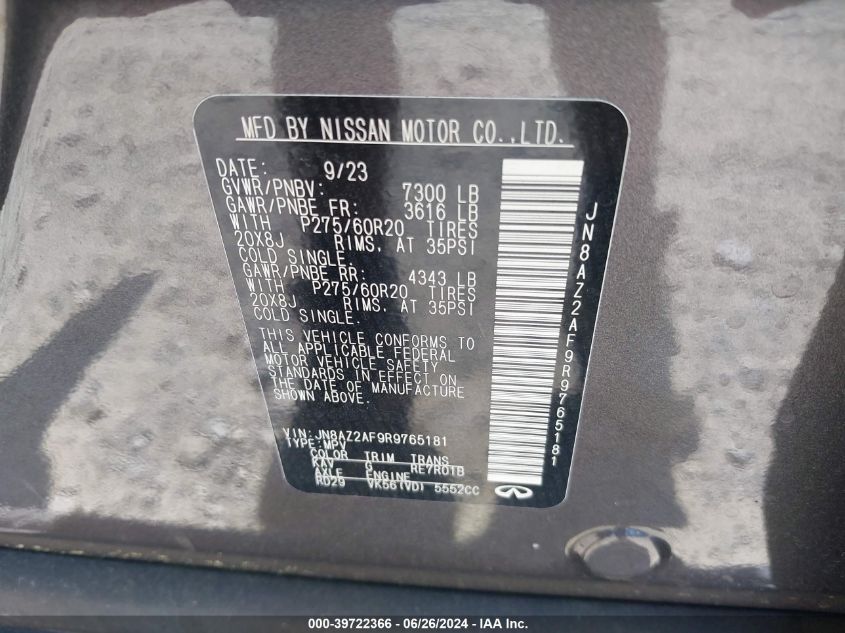 MFD BY NISSAN MOTOR CO.,LTD.
DATE: 9/23
GVWR/PNBV: 7300 LB
GAWR/PNBE FR: 3616 LB
WITH P275/60R20 TIRES
20X8J RIMS, AT 35PSI
COLD SINGLE.
GAWR/PNBE RR: 4343 LB
WITH P275/60R20 TIRES
20X8J RIMS, AT 35PSI
COLD SINGLE.
THIS VEHICLE CONFORMS TO
ALL APPLICABLE FEDERAL
MOTOR VEHICLE SAFETY
STANDARDS IN EFFECT ON
THE DATE OF MANUFACTURE
SHOWN ABOVE.
VIN: JN8AZ2AF9R9765181
TYPE: MPV
COLOR TRIM TRANS
KAV G RE7R01B
AXLE ENGINE
RD29 VK56(VD) 5552CC
JN8AZ2AF9R9765181
000-39722366 - 06/26/2024 - IAA Inc.